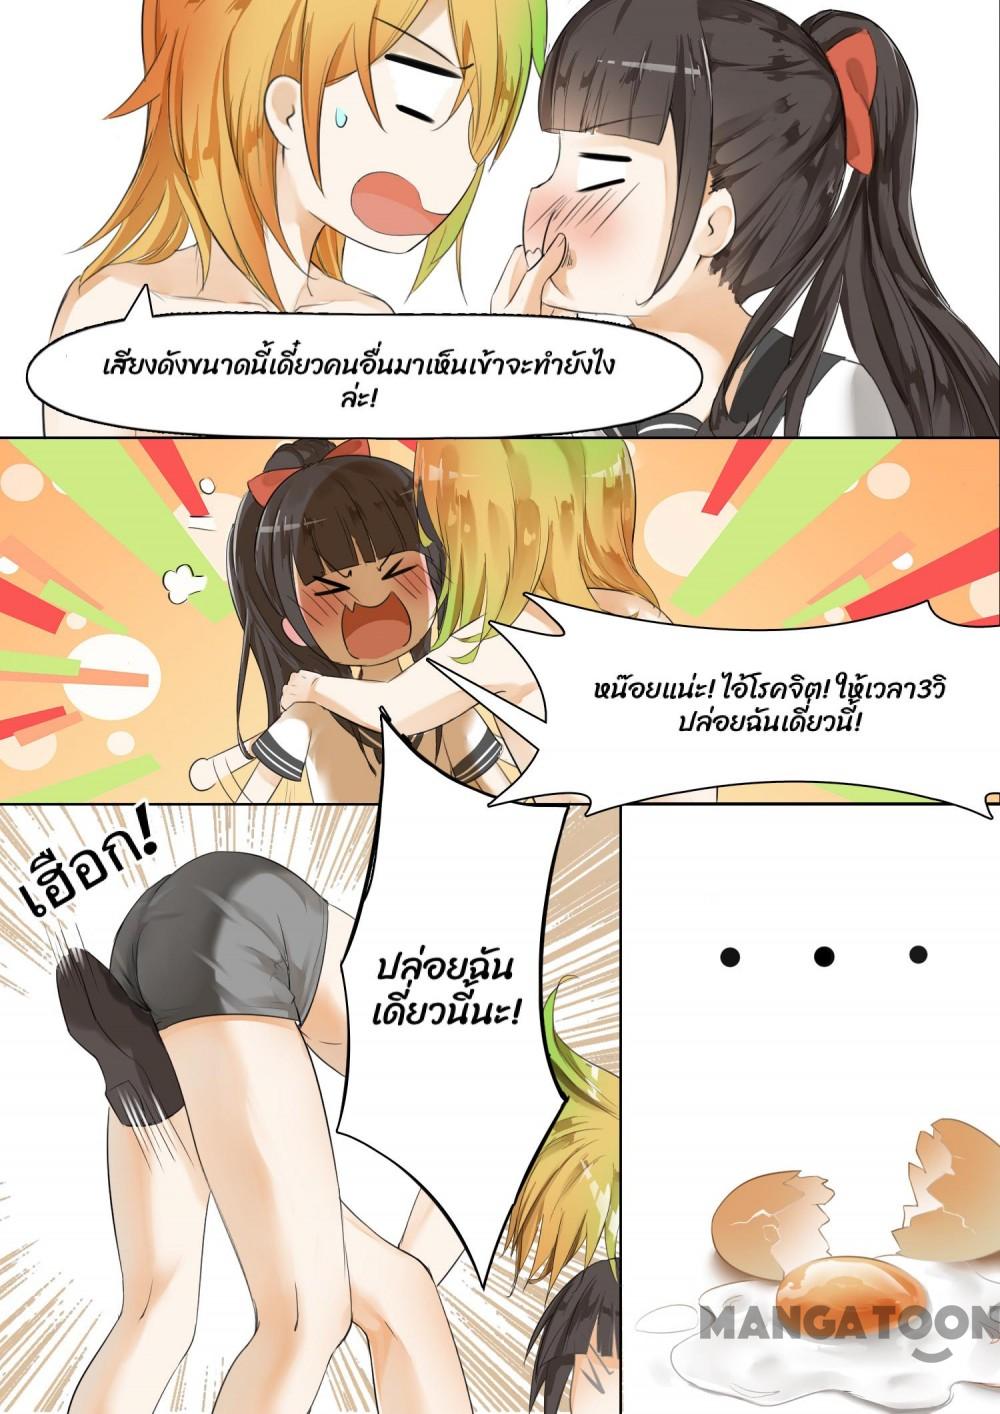 เสียงดังขนาดนี้เดี๋ยวคนอื่นมาเห็นเข้าจะทำยังไง
ล่ะ!
หน๊อยแน่ะ! ไอ้โรคจิต! ให้เวลา3วิ
ปล่อยฉันเดี่ยวนี้!
เฮือก!
ปล่อยฉัน
เดี่ยวนี้นะ!
MANGATOON